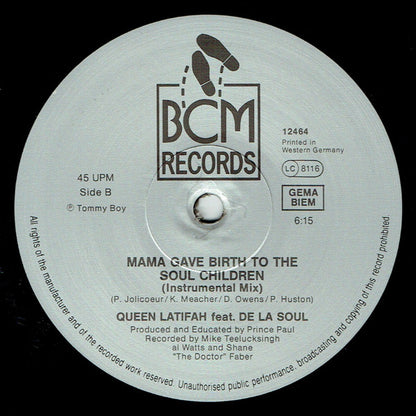 BCM
RECORDS
12464
Printed in
Western Germany
LC 8116
GEMA
BIEM
6:15
45 UPM
Side B
℗ Tommy Boy
MAMA GAVE BIRTH TO THE
SOUL CHILDREN
(Instrumental Mix)
(P. Jolicoeur/K. Meacher/D. Owens/P. Huston)
QUEEN LATIFAH feat. DE LA SOUL
Produced and Educated by Prince Paul
Recorded by Mike Teelucksingh
al Watts and Shane
"The Doctor" Faber
All rights of the manufacturer and of the owner of the recorded work reserved. Unauthorised public performance, broadcasting and copying of this record prohibited